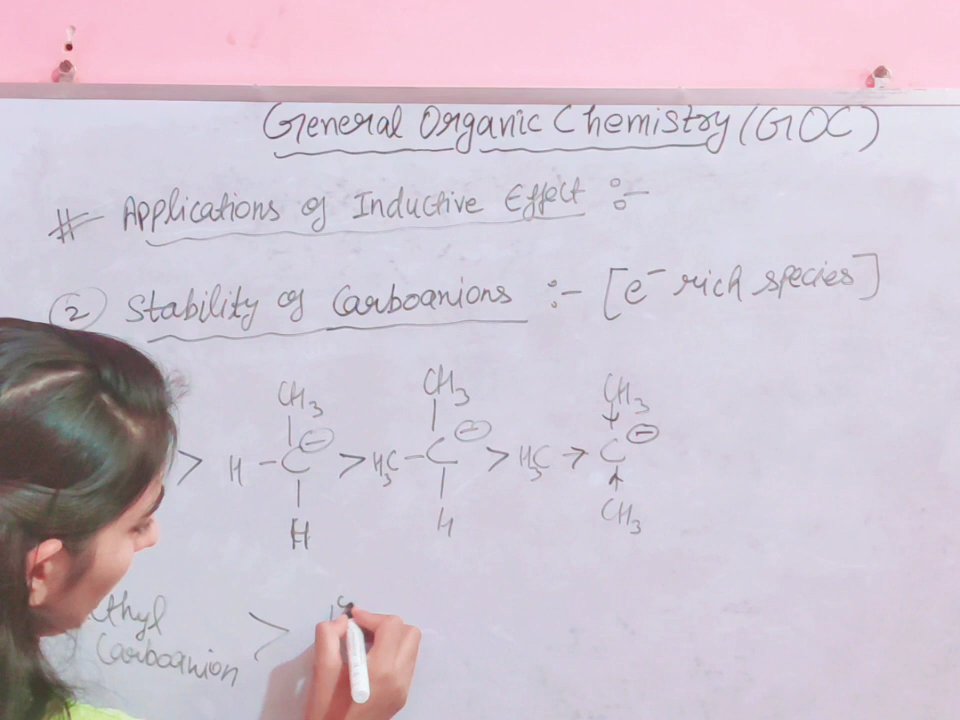 General Organic Chemistry (GOC)
# Applications of Inductive Effect :-
② Stability of Carboanions :- [e⁻ rich species]
CH₃ CH₃ CH₃
> H - C⊖ > H₃C - C⊖ > H₃C → C⊖
H H CH₃
thyl >
Carboanion